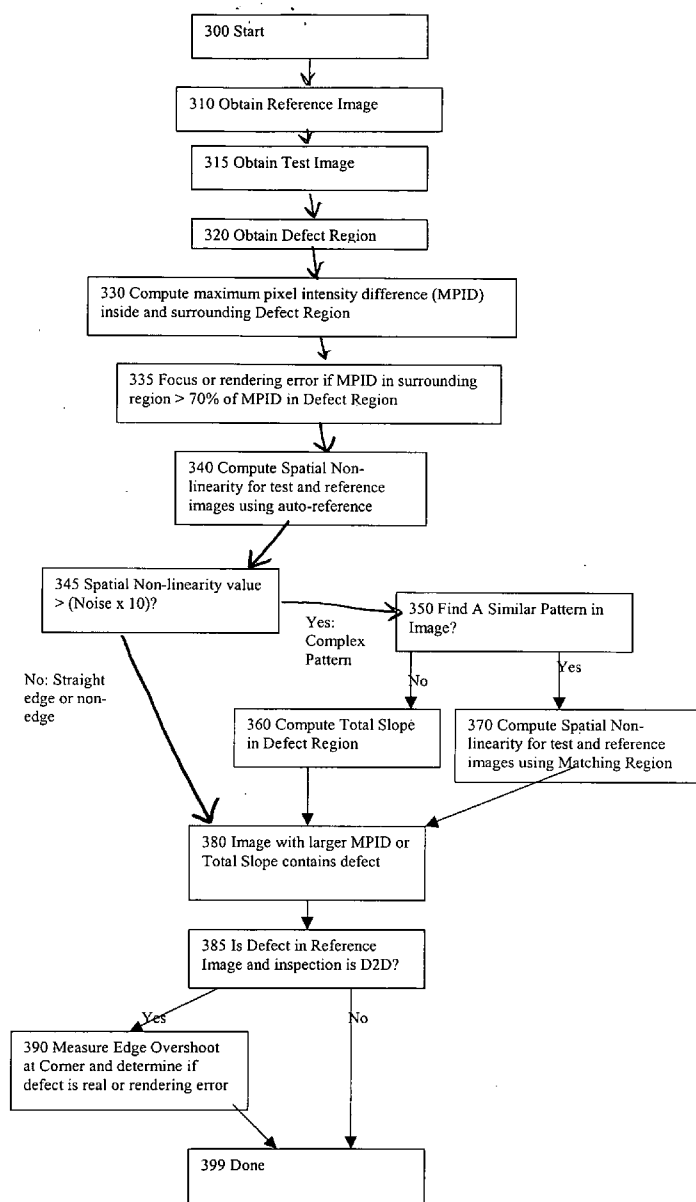 300 Start
310 Obtain Reference Image
315 Obtain Test Image
320 Obtain Defect Region
330 Compute maximum pixel intensity difference (MPID)
inside and surrounding Defect Region
335 Focus or rendering error if MPID in surrounding
region > 70% of MPID in Defect Region
340 Compute Spatial Non-
linearity for test and reference
images using auto-reference
345 Spatial Non-linearity value
> (Noise x 10)?
Yes:
Complex
Pattern
350 Find A Similar Pattern in
Image?
No: Straight
edge or non-
edge
No
Yes
360 Compute Total Slope
in Defect Region
370 Compute Spatial Non-
linearity for test and reference
images using Matching Region
380 Image with larger MPID or
Total Slope contains defect
385 Is Defect in Reference
Image and inspection is D2D?
Yes
No
390 Measure Edge Overshoot
at Corner and determine if
defect is real or rendering error
399 Done